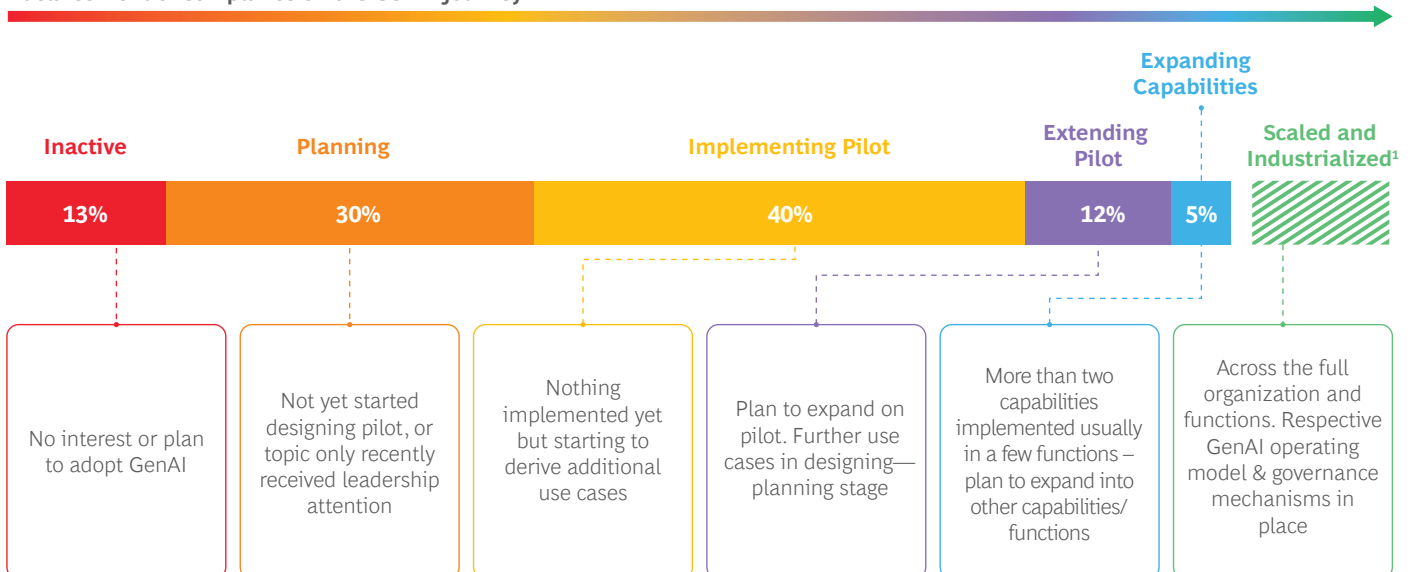 Expanding
Capabilities
Inactive
Planning
Implementing Pilot
Extending
Pilot
Scaled and
Industrialized¹
13%
30%
40%
12%
5%
No interest or plan
to adopt GenAI
Not yet started
designing pilot, or
topic only recently
received leadership
attention
Nothing
implemented yet
but starting to
derive additional
use cases
Plan to expand on
pilot. Further use
cases in designing—
planning stage
More than two
capabilities
implemented usually
in a few functions –
plan to expand into
other capabilities/
functions
Across the full
organization and
functions. Respective
GenAI operating
model & governance
mechanisms in
place